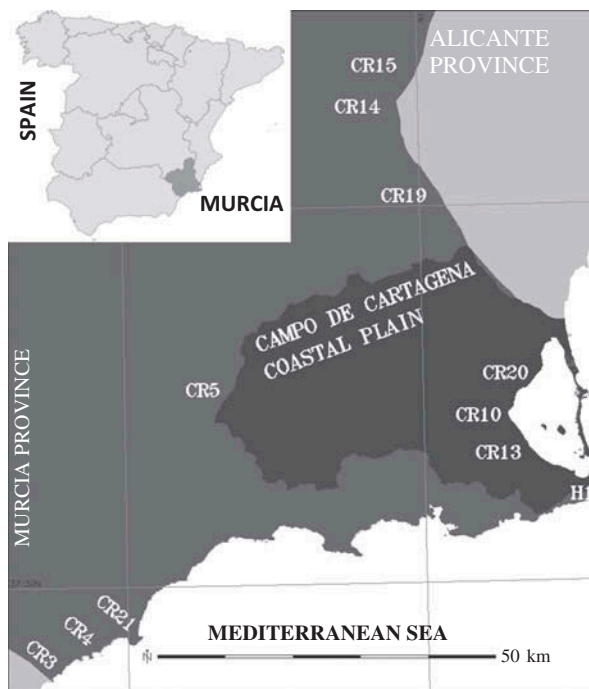 SPAIN
MURCIA
ALICANTE
PROVINCE
CR15
CR14
CR19
CAMPO DE CARTAGENA
COASTAL PLAIN
CR5
CR20
CR10
CR13
MURCIA PROVINCE
CR21
CR4
CR3
MEDITERRANEAN SEA
N
50 km